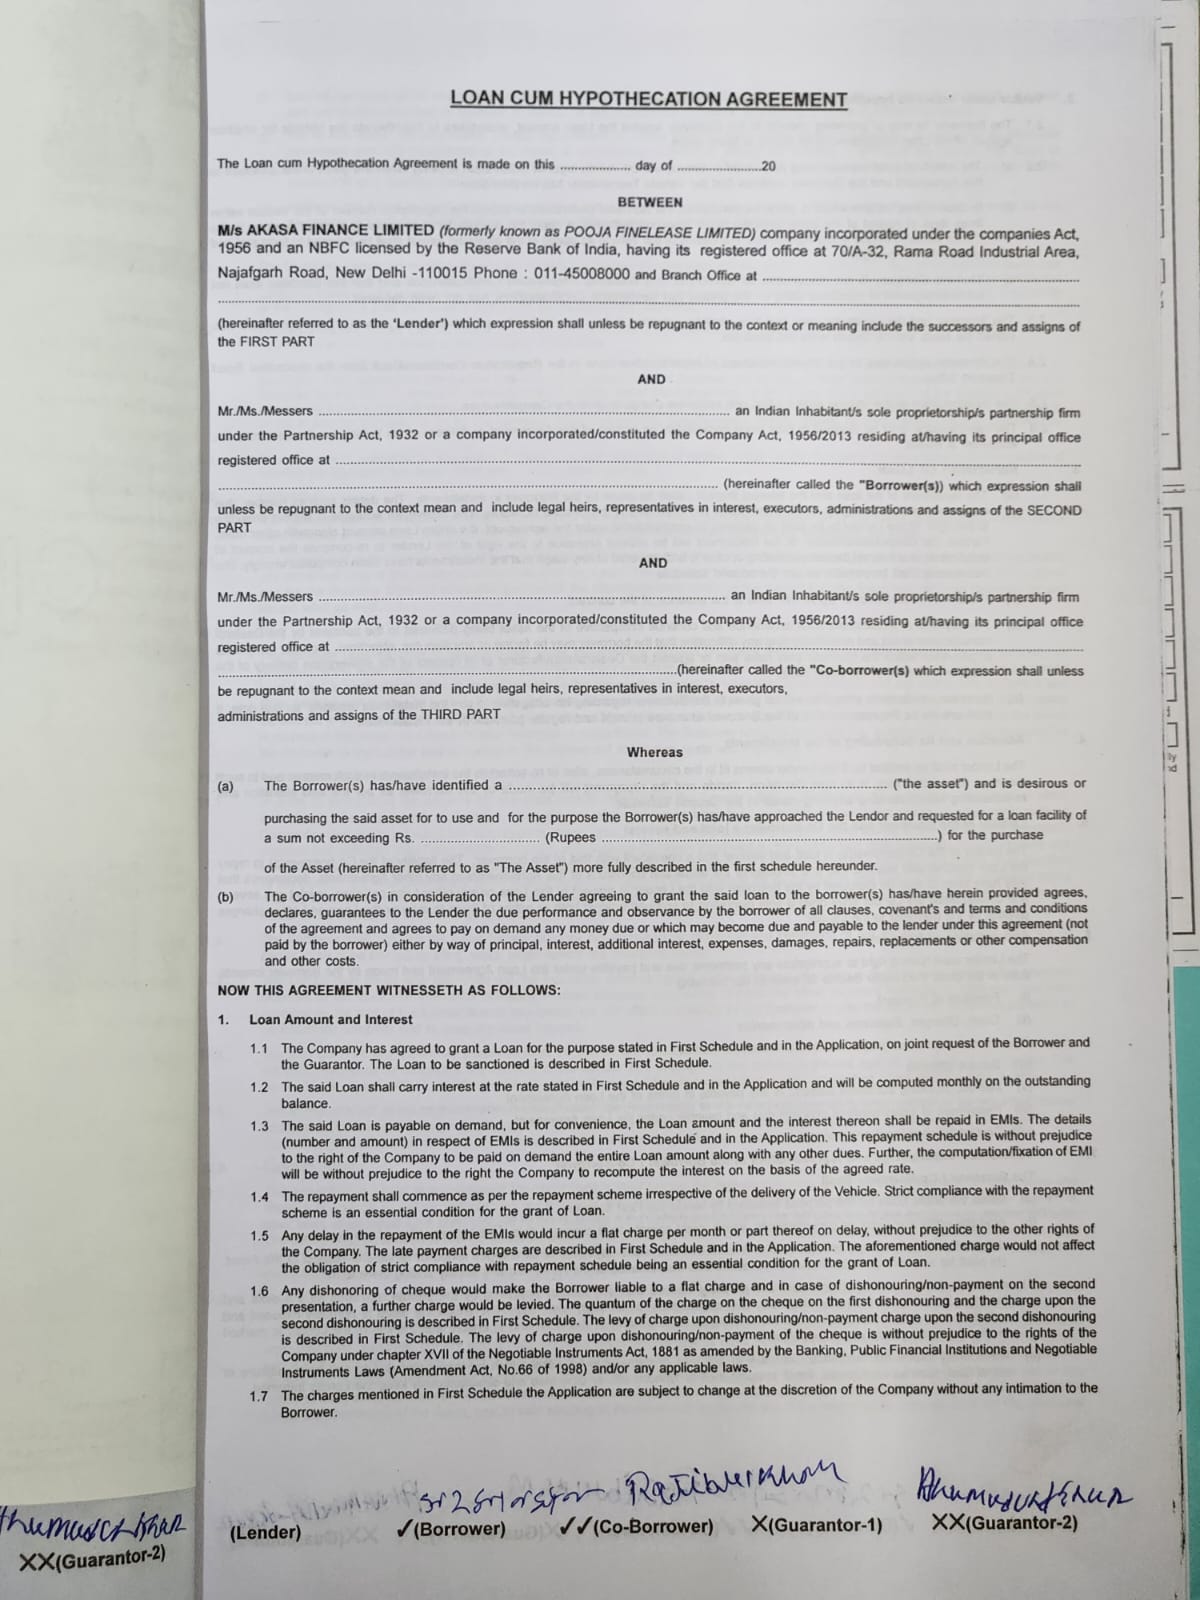 LOAN CUM HYPOTHECATION AGREEMENT
The Loan cum Hypothecation Agreement is made on this .................... day of ........................20
BETWEEN
M/s AKASA FINANCE LIMITED (formerly known as POOJA FINELEASE LIMITED) company incorporated under the companies Act,
1956 and an NBFC licensed by the Reserve Bank of India, having its registered office at 70/A-32, Rama Road Industrial Area,
Najafgarh Road, New Delhi -110015 Phone : 011-45008000 and Branch Office at ....................
....................
(hereinafter referred to as the 'Lender') which expression shall unless be repugnant to the context or meaning include the successors and assigns of
the FIRST PART
AND
Mr./Ms./Messers .................... an Indian Inhabitant/s sole proprietorship/s partnership firm
under the Partnership Act, 1932 or a company incorporated/constituted the Company Act, 1956/2013 residing at/having its principal office
registered office at ....................
.................... (hereinafter called the "Borrower(s)) which expression shall
unless be repugnant to the context mean and include legal heirs, representatives in interest, executors, administrations and assigns of the SECOND
PART
AND
Mr./Ms./Messers .................... an Indian Inhabitant/s sole proprietorship/s partnership firm
under the Partnership Act, 1932 or a company incorporated/constituted the Company Act, 1956/2013 residing at/having its principal office
registered office at ....................
....................(hereinafter called the "Co-borrower(s) which expression shall unless
be repugnant to the context mean and include legal heirs, representatives in interest, executors,
administrations and assigns of the THIRD PART
Whereas
(a) The Borrower(s) has/have identified a .................... ("the asset") and is desirous or
purchasing the said asset for to use and for the purpose the Borrower(s) has/have approached the Lendor and requested for a loan facility of
a sum not exceeding Rs. .................... (Rupees ....................) for the purchase
of the Asset (hereinafter referred to as "The Asset") more fully described in the first schedule hereunder.
(b) The Co-borrower(s) in consideration of the Lender agreeing to grant the said loan to the borrower(s) has/have herein provided agrees,
declares, guarantees to the Lender the due performance and observance by the borrower of all clauses, covenant's and terms and conditions
of the agreement and agrees to pay on demand any money due or which may become due and payable to the lender under this agreement (not
paid by the borrower) either by way of principal, interest, additional interest, expenses, damages, repairs, replacements or other compensation
and other costs.
NOW THIS AGREEMENT WITNESSETH AS FOLLOWS:
1. Loan Amount and Interest
1.1 The Company has agreed to grant a Loan for the purpose stated in First Schedule and in the Application, on joint request of the Borrower and
the Guarantor. The Loan to be sanctioned is described in First Schedule.
1.2 The said Loan shall carry interest at the rate stated in First Schedule and in the Application and will be computed monthly on the outstanding
balance.
1.3 The said Loan is payable on demand, but for convenience, the Loan amount and the interest thereon shall be repaid in EMIs. The details
(number and amount) in respect of EMIs is described in First Schedule and in the Application. This repayment schedule is without prejudice
to the right of the Company to be paid on demand the entire Loan amount along with any other dues. Further, the computation/fixation of EMI
will be without prejudice to the right the Company to recompute the interest on the basis of the agreed rate.
1.4 The repayment shall commence as per the repayment scheme irrespective of the delivery of the Vehicle. Strict compliance with the repayment
scheme is an essential condition for the grant of Loan.
1.5 Any delay in the repayment of the EMIs would incur a flat charge per month or part thereof on delay, without prejudice to the other rights of
the Company. The late payment charges are described in First Schedule and in the Application. The aforementioned charge would not affect
the obligation of strict compliance with repayment schedule being an essential condition for the grant of Loan.
1.6 Any dishonoring of cheque would make the Borrower liable to a flat charge and in case of dishonouring/non-payment on the second
presentation, a further charge would be levied. The quantum of the charge on the cheque on the first dishonouring and the charge upon the
second dishonouring is described in First Schedule. The levy of charge upon dishonouring/non-payment charge upon the second dishonouring
is described in First Schedule. The levy of charge upon dishonouring/non-payment of the cheque is without prejudice to the rights of the
Company under chapter XVII of the Negotiable Instruments Act, 1881 as amended by the Banking, Public Financial Institutions and Negotiable
Instruments Laws (Amendment Act, No.66 of 1998) and/or any applicable laws.
1.7 The charges mentioned in First Schedule the Application are subject to change at the discretion of the Company without any intimation to the
Borrower.
(Lender) ✓(Borrower) ✓✓(Co-Borrower) X(Guarantor-1) XX(Guarantor-2)
XX(Guarantor-2)